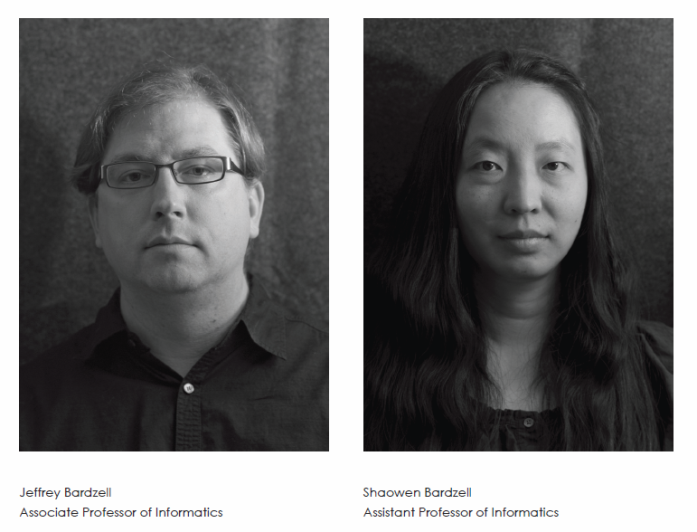 Jeffrey Bardzell
Associate Professor of Informatics
Shaowen Bardzell
Assistant Professor of Informatics